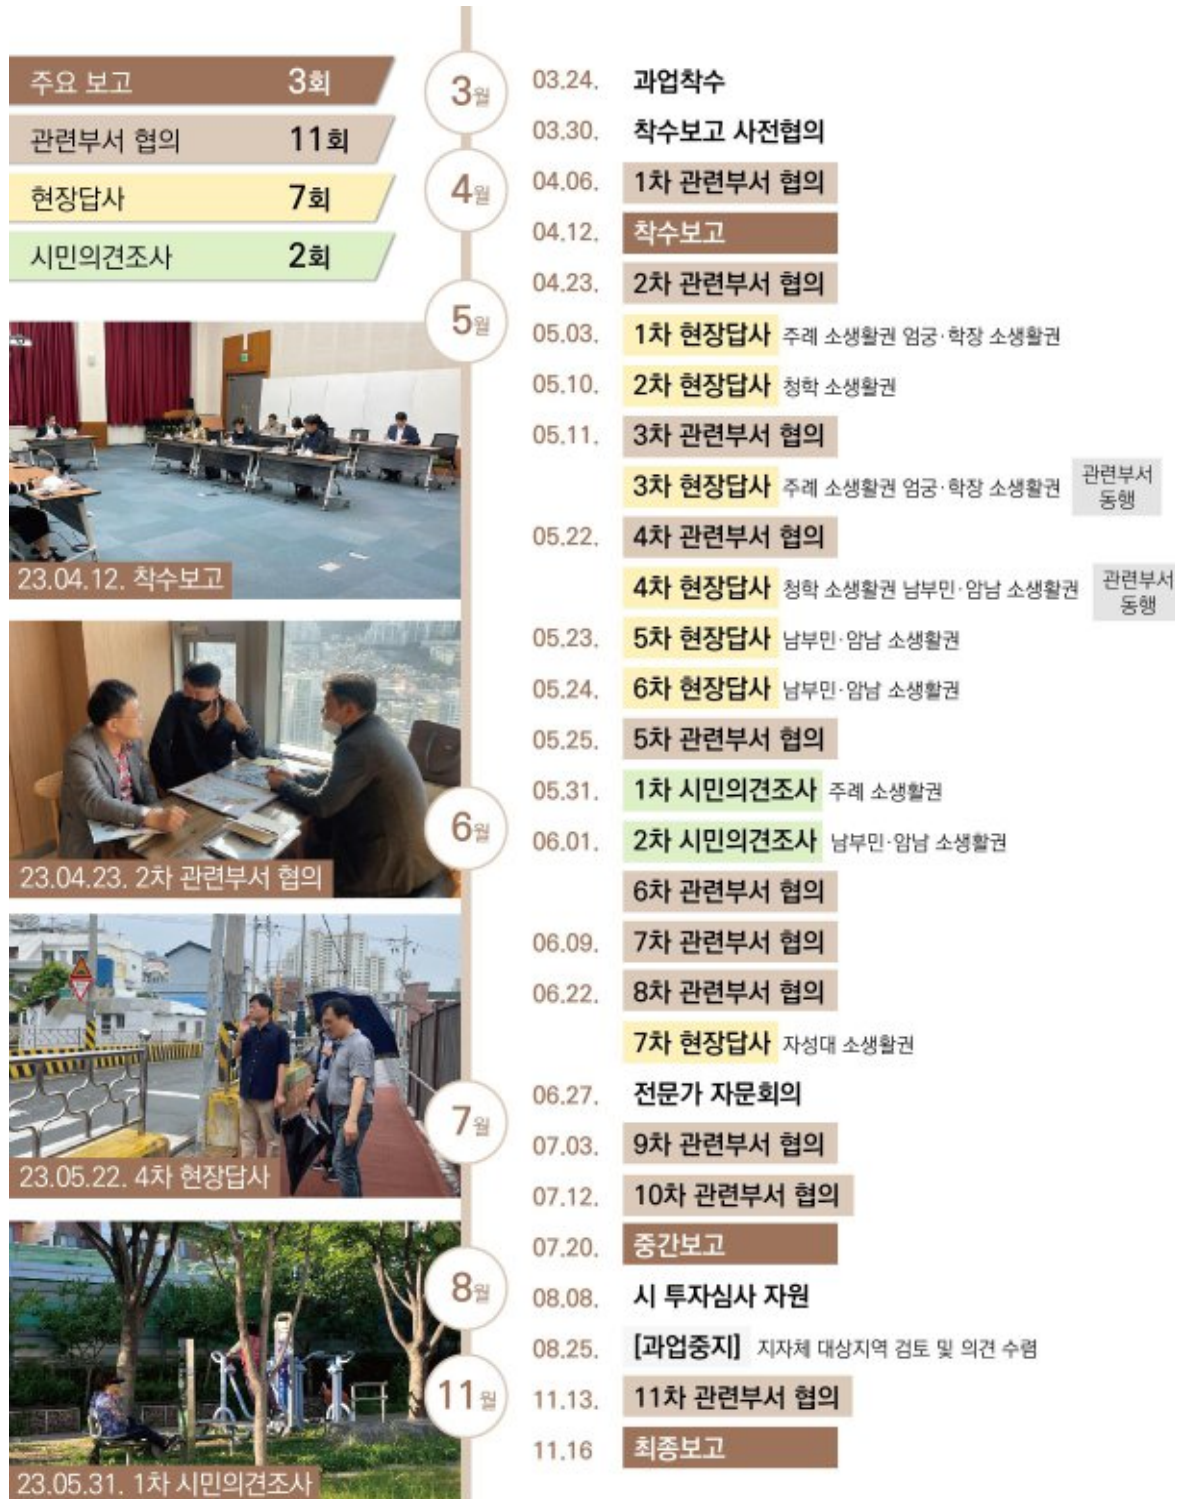 주요 보고 3회
관련부서 협의 11회
현장답사 7회
시민의견조사 2회
23.04.12. 착수보고
23.04.23. 2차 관련부서 협의
23.05.22. 4차 현장답사
23.05.31. 1차 시민의견조사
3월
03.24. 과업착수
03.30. 착수보고 사전협의
4월
04.06. 1차 관련부서 협의
04.12. 착수보고
04.23. 2차 관련부서 협의
5월
05.03. 1차 현장답사 주례 소생활권 엄궁·학장 소생활권
05.10. 2차 현장답사 청학 소생활권
05.11. 3차 관련부서 협의
3차 현장답사 주례 소생활권 엄궁·학장 소생활권 관련부서
동행
05.22. 4차 관련부서 협의
4차 현장답사 청학 소생활권 남부민·암남 소생활권 관련부서
동행
05.23. 5차 현장답사 남부민·암남 소생활권
05.24. 6차 현장답사 남부민·암남 소생활권
05.25. 5차 관련부서 협의
05.31. 1차 시민의견조사 주례 소생활권
6월
06.01. 2차 시민의견조사 남부민·암남 소생활권
6차 관련부서 협의
06.09. 7차 관련부서 협의
06.22. 8차 관련부서 협의
7차 현장답사 자성대 소생활권
06.27. 전문가 자문회의
7월
07.03. 9차 관련부서 협의
07.12. 10차 관련부서 협의
07.20. 중간보고
8월
08.08. 시 투자심사 자원
08.25. [과업중지] 지자체 대상지역 검토 및 의견 수렴
11월
11.13. 11차 관련부서 협의
11.16 최종보고